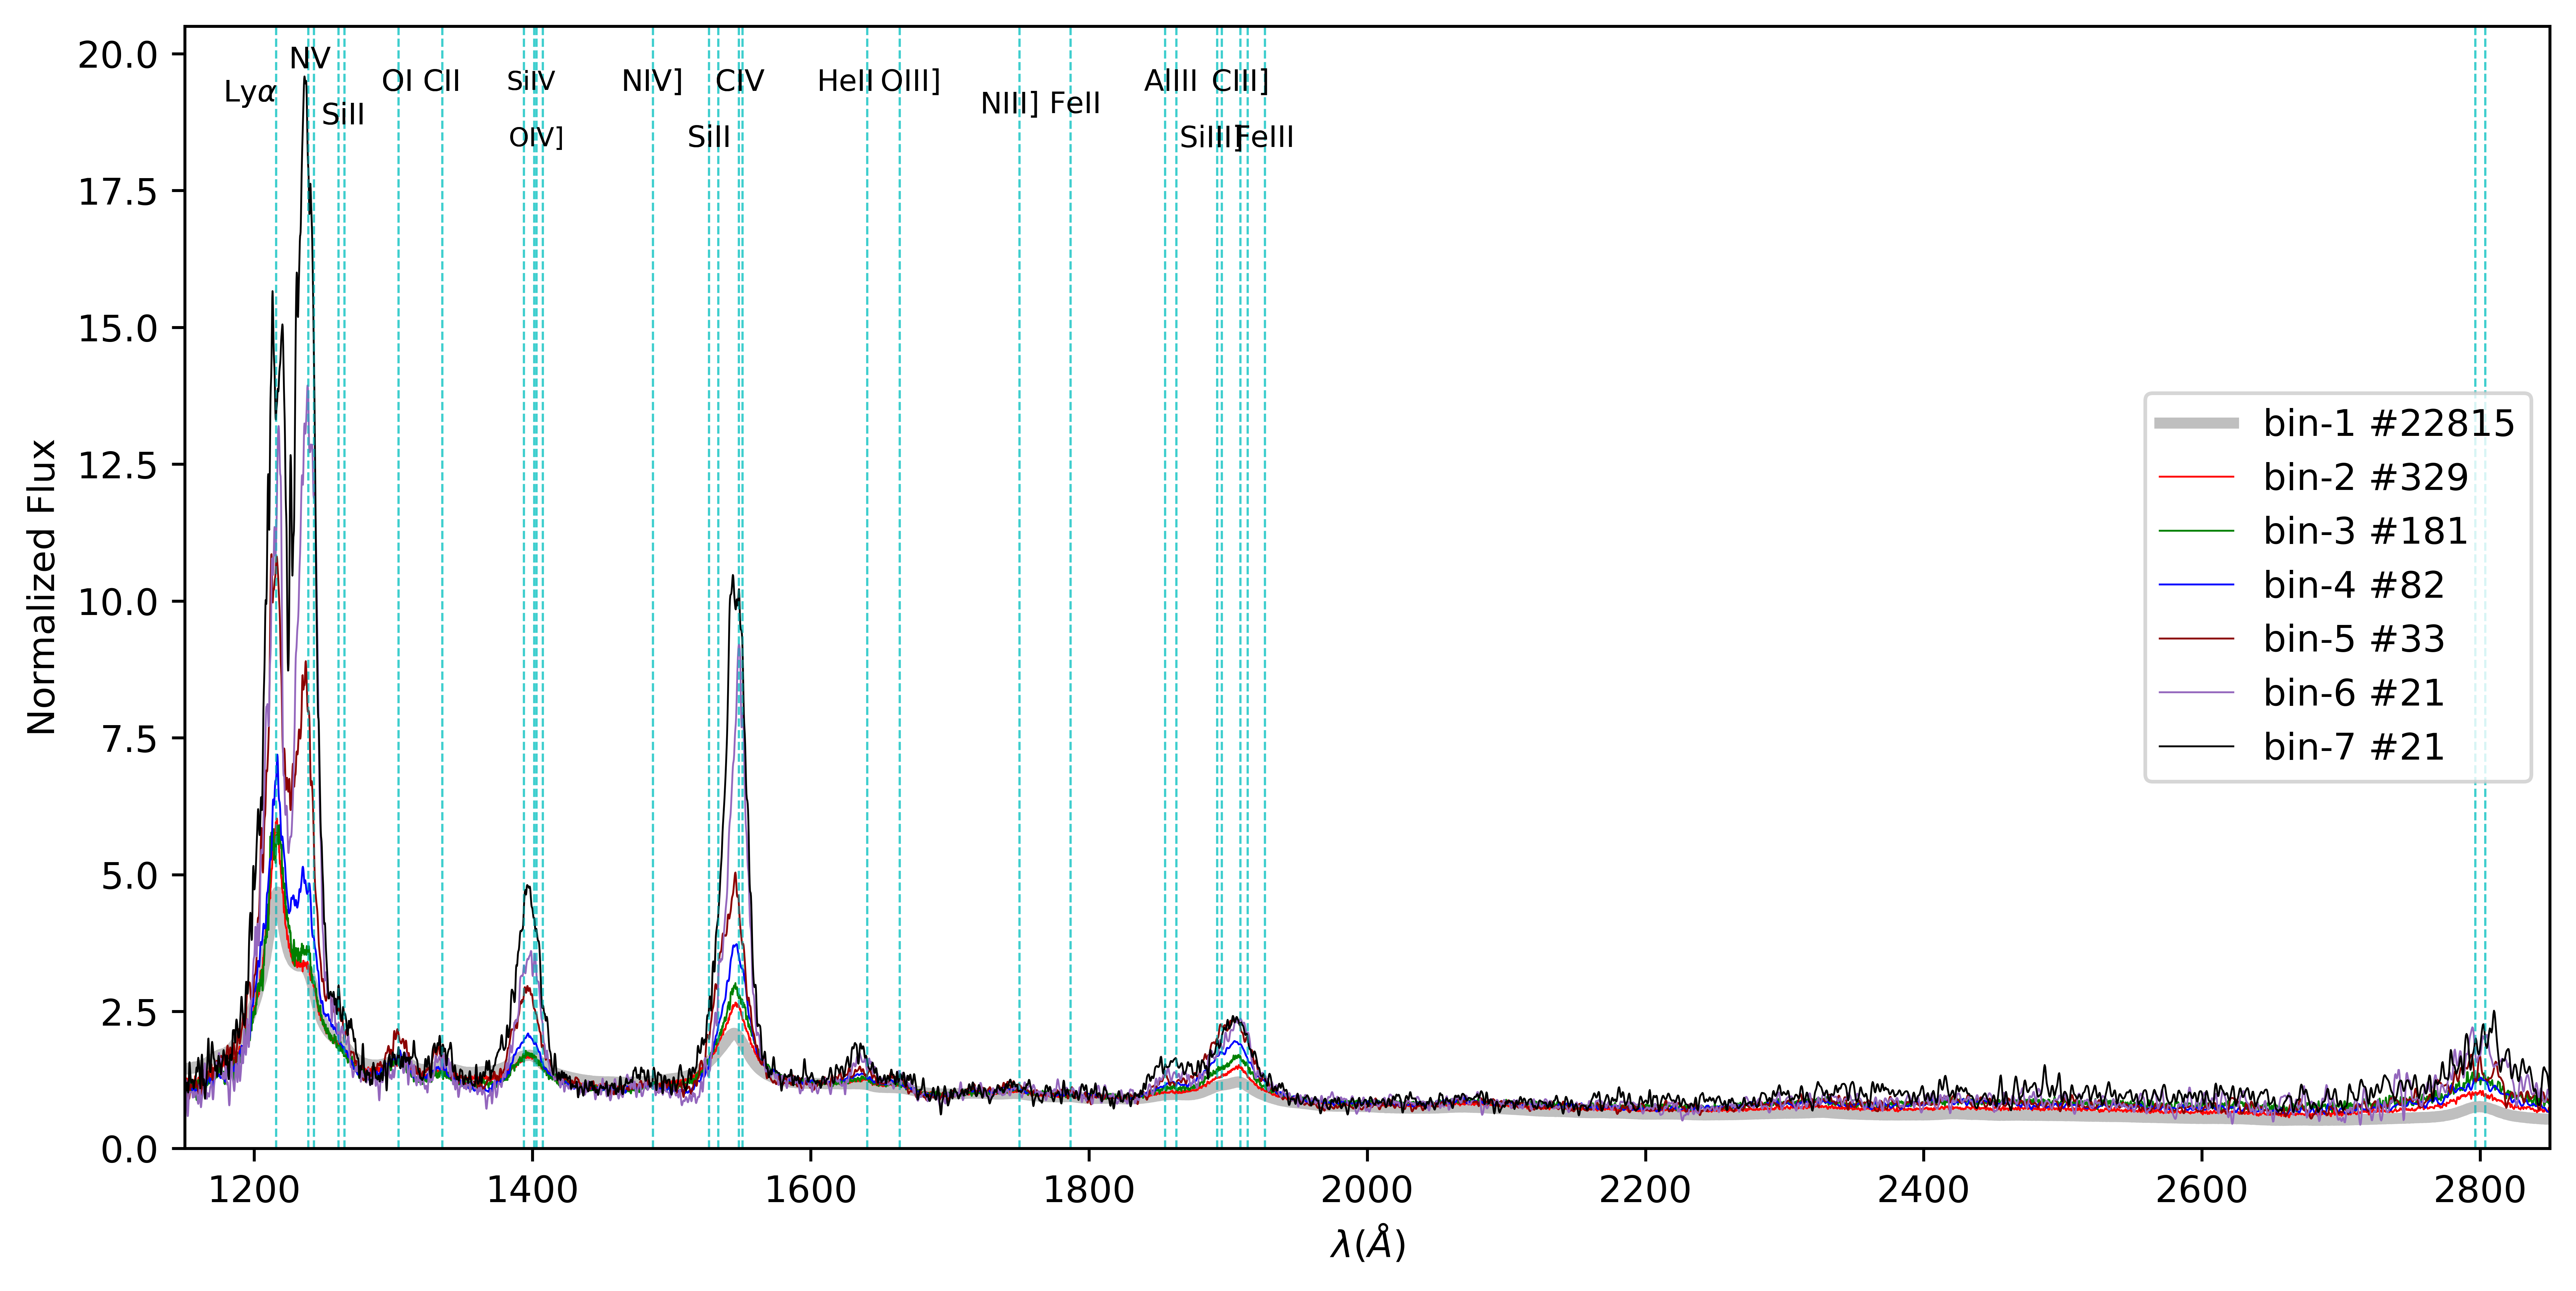 NV
Lyα
SiII
OI CII
SiIV
OIV]
NIV]
CIV
SiII
HeII OIII]
NIII] FeII
AlIII CIII]
SiIII]
FeIII
20.0
17.5
15.0
12.5
10.0
7.5
5.0
2.5
0.0
Normalized Flux
bin-1 #22815
bin-2 #329
bin-3 #181
bin-4 #82
bin-5 #33
bin-6 #21
bin-7 #21
1200 1400 1600 1800 2000 2200 2400 2600 2800
λ(Å)